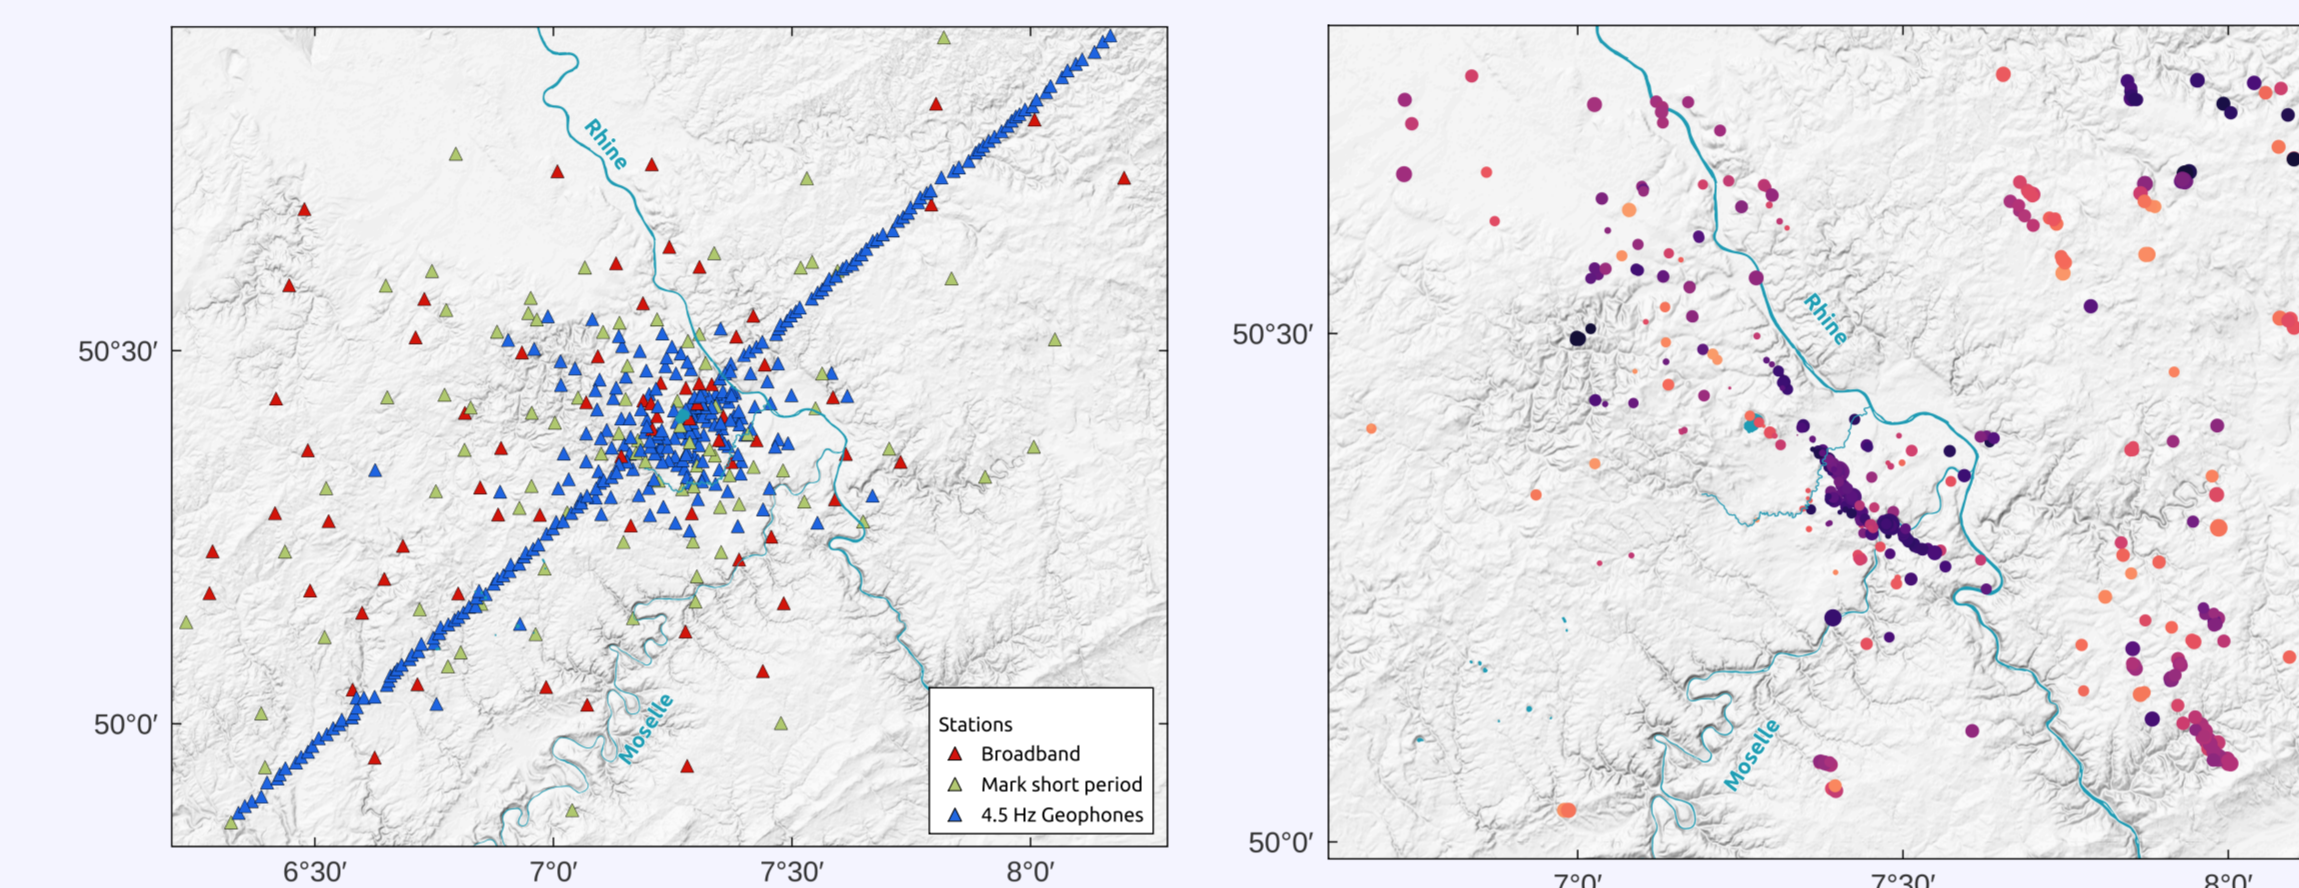 Rhine
50°30′
50°0′
Moselle
Stations
Broadband
Mark short period
4.5 Hz Geophones
6°30′
7°0′
7°30′
8°0′
50°30′
Rhine
Moselle
50°0′
7°0′
7°30′
8°0′